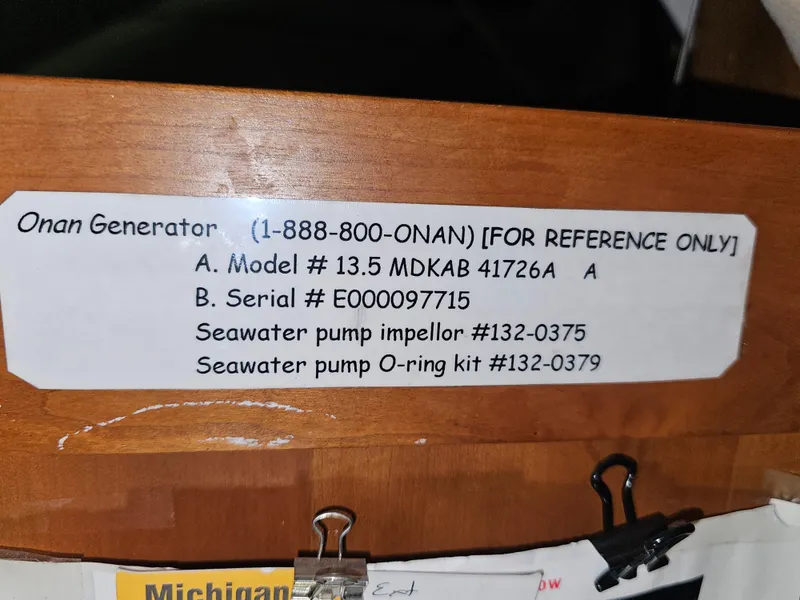 Onan Generator (1-888-800-ONAN) [FOR REFERENCE ONLY]
A. Model # 13.5 MDKAB 41726A A
B. Serial # E000097715
Seawater pump impellor #132-0375
Seawater pump O-ring kit #132-0379
Michigan
ow